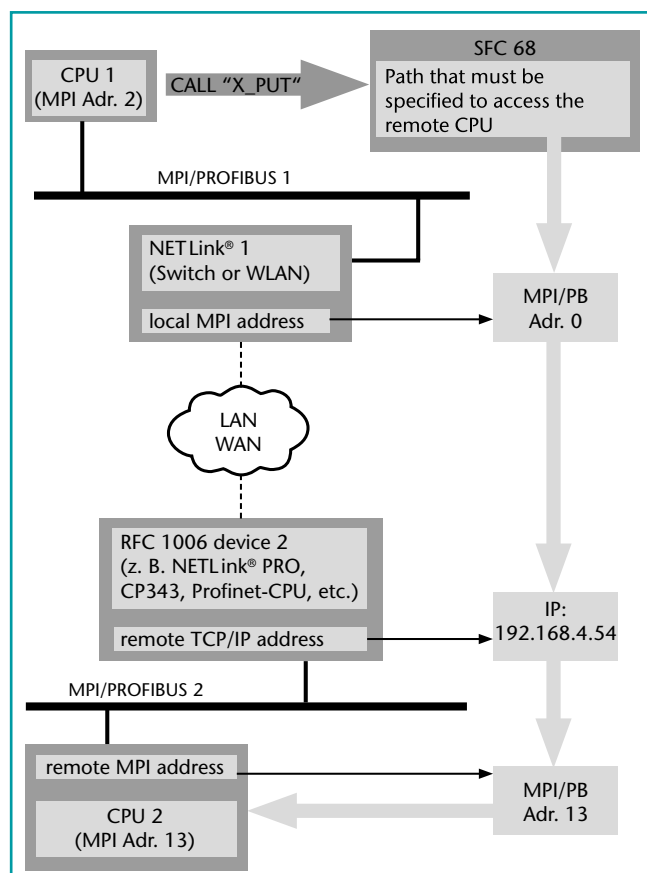 CPU 1
(MPI Adr. 2)
CALL “X_PUT“
SFC 68
Path that must be
specified to access the
remote CPU
MPI/PROFIBUS 1
NETLink® 1
(Switch or WLAN)
local MPI address
MPI/PB
Adr. 0
LAN
WAN
RFC 1006 device 2
(z. B. NETLink® PRO,
CP343, Profinet-CPU, etc.)
remote TCP/IP address
IP:
192.168.4.54
MPI/PROFIBUS 2
remote MPI address
CPU 2
(MPI Adr. 13)
MPI/PB
Adr. 13